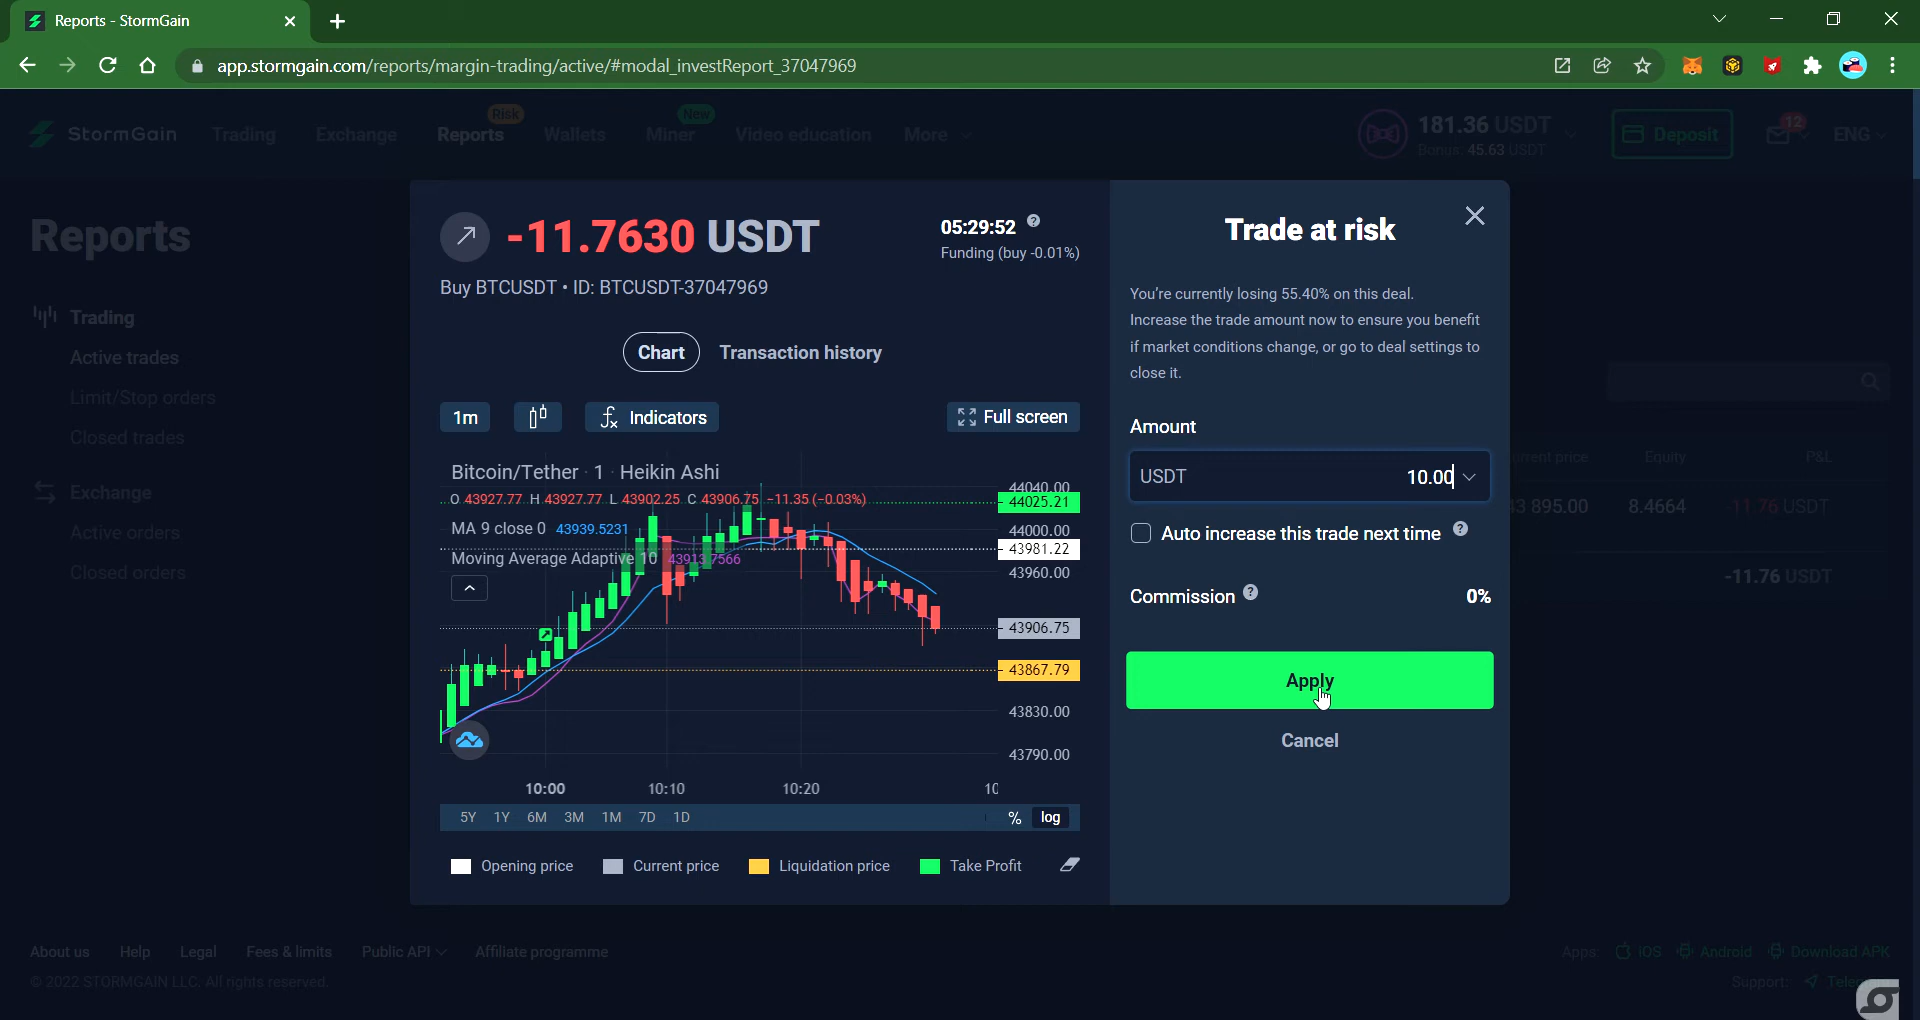 Reports - StormGain
app.stormgain.com/reports/margin-trading/active/#modal_investReport_37047969
StormGain
Trading
Exchange
Reports
Risk
Wallets
Miner
New
Video education
More
181.36 USDT
Bonus: 45.63 USDT
Deposit
12
ENG
Reports
Trading
Active trades
Limit/Stop orders
Closed trades
Exchange
Active orders
Closed orders
-11.7630 USDT
05:29:52
Funding (buy -0.01%)
Buy BTCUSDT • ID: BTCUSDT-37047969
Chart
Transaction history
1m
fx Indicators
Full screen
Bitcoin/Tether · 1 · Heikin Ashi
O 43927.77 H 43927.77 L 43902.25 C 43906.75 −11.35 (−0.03%)
MA 9 close 0 43939.5231
Moving Average Adaptive 10 43913.7566
44040.00
44025.21
44000.00
43981.22
43960.00
43906.75
43867.79
43830.00
43790.00
10:00
10:10
10:20
10
5Y 1Y 6M 3M 1M 7D 1D
% log
Opening price
Current price
Liquidation price
Take Profit
Trade at risk
You're currently losing 55.40% on this deal.
Increase the trade amount now to ensure you benefit
if market conditions change, or go to deal settings to
close it.
Amount
USDT 10.00
Auto increase this trade next time
Commission
0%
Apply
Cancel
price
Equity
P&L
43 895.00
8.4664
-11.76 USDT
-11.76 USDT
About us
Help
Legal
Fees & limits
Public API
Affiliate programme
Apps:
iOS
Android
Download APK
© 2022 STORMGAIN LLC. All rights reserved.
Support: